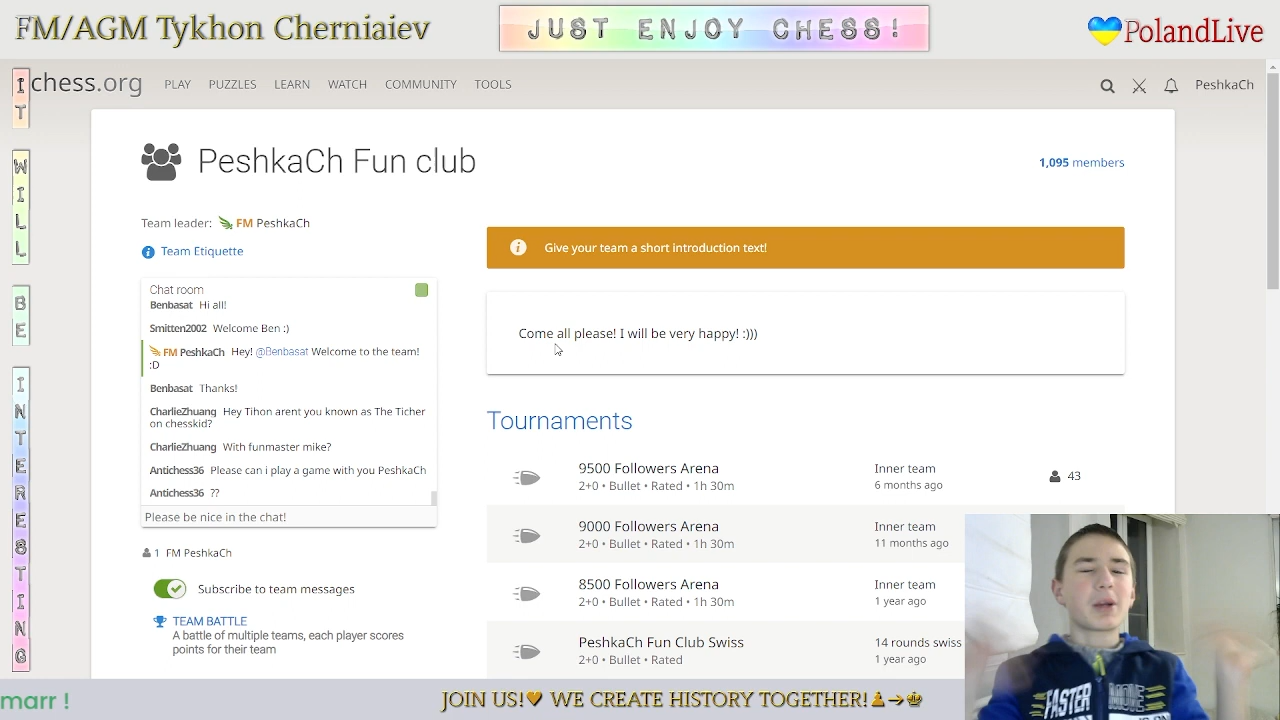 FM/AGM Tykhon Cherniaiev
JUST ENJOY CHESS!
PolandLive
IT
WILL
BE
INTERESTING
chess.org
PLAY
PUZZLES
LEARN
WATCH
COMMUNITY
TOOLS
PeshkaCh
PeshkaCh Fun club
1,095 members
Team leader: FM PeshkaCh
Team Etiquette
Chat room
Benbasat Hi all!
Smitten2002 Welcome Ben :)
FM PeshkaCh Hey! @Benbasat Welcome to the team!
:D
Benbasat Thanks!
CharlieZhuang Hey Tihon arent you known as The Ticher
on chesskid?
CharlieZhuang With funmaster mike?
Antichess36 Please can i play a game with you PeshkaCh
Antichess36 ??
Please be nice in the chat!
1 FM PeshkaCh
Subscribe to team messages
TEAM BATTLE
A battle of multiple teams, each player scores
points for their team
Give your team a short introduction text!
Come all please! I will be very happy! :)))
Tournaments
9500 Followers Arena
2+0 • Bullet • Rated • 1h 30m
Inner team
6 months ago
43
9000 Followers Arena
2+0 • Bullet • Rated • 1h 30m
Inner team
11 months ago
8500 Followers Arena
2+0 • Bullet • Rated • 1h 30m
Inner team
1 year ago
PeshkaCh Fun Club Swiss
2+0 • Bullet • Rated
14 rounds swiss
1 year ago
FASTER
marr !
JOIN US!🧡 WE CREATE HISTORY TOGETHER!♟→♚